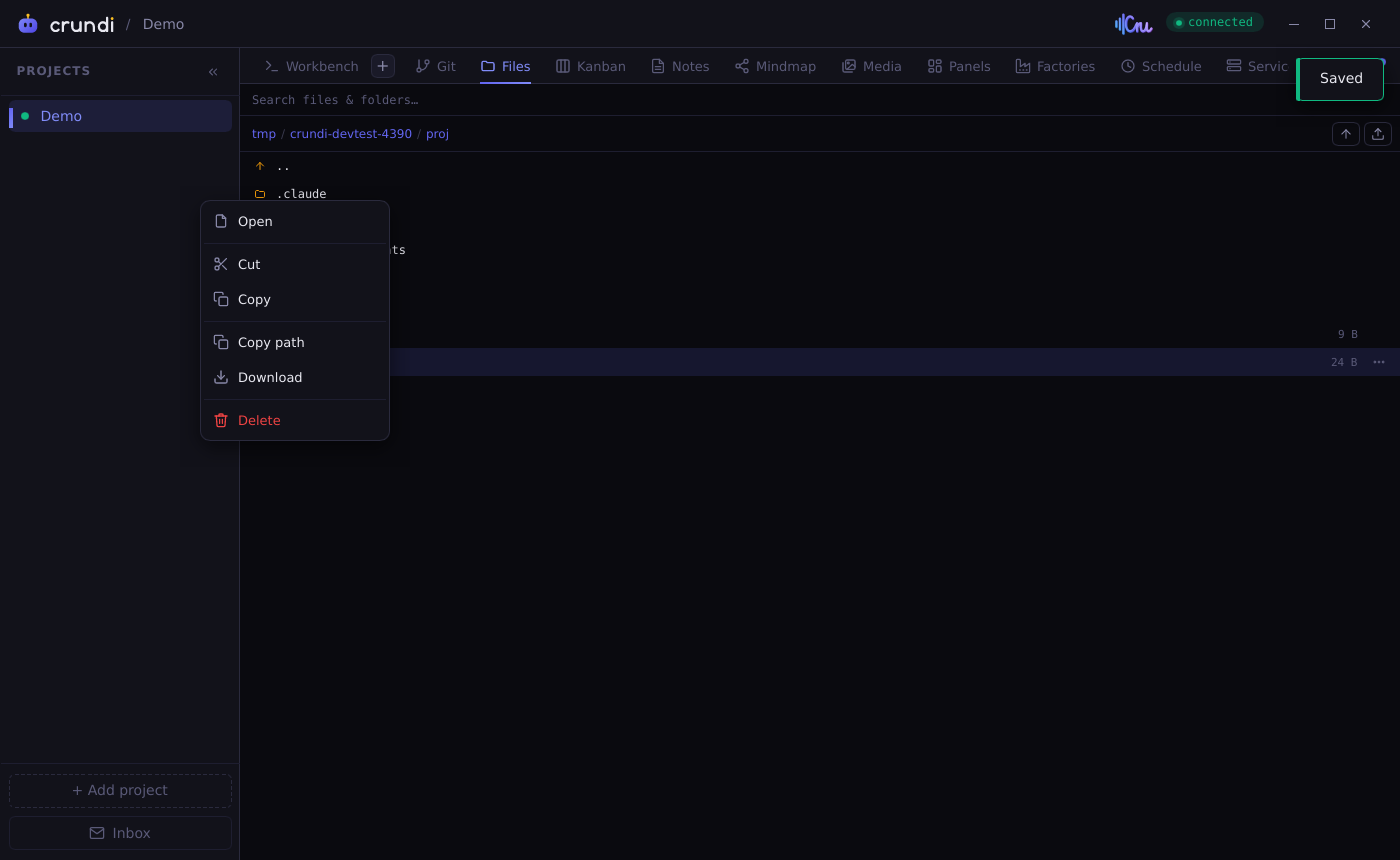 crundi / Demo
Cru
connected
PROJECTS
Demo
Workbench
Git
Files
Kanban
Notes
Mindmap
Media
Panels
Factories
Schedule
Servic
Saved
Search files & folders…
tmp / crundi-devtest-4390 / proj
..
.claude
Open
Cut
Copy
Copy path
Download
Delete
9 B
24 B
+ Add project
Inbox